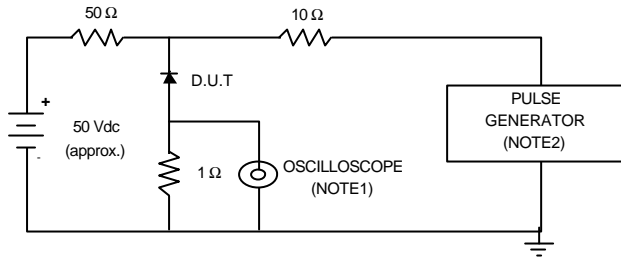 50 Ω
10 Ω
D.U.T
+
50 Vdc
(approx.)
-
1 Ω
OSCILLOSCOPE
(NOTE1)
PULSE
GENERATOR
(NOTE2)